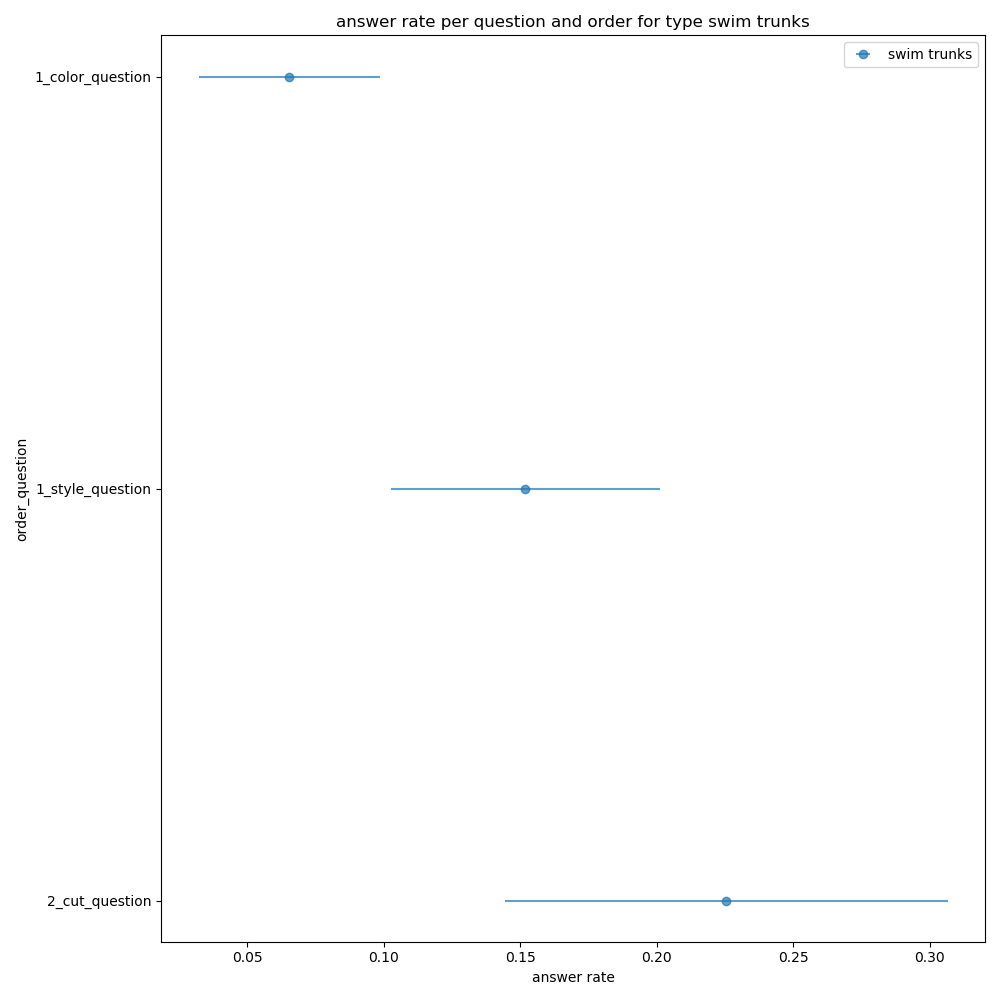 answer rate per question and order for type swim trunks
swim trunks
1_color_question
1_style_question
2_cut_question
order_question
0.05 0.10 0.15 0.20 0.25 0.30
answer rate